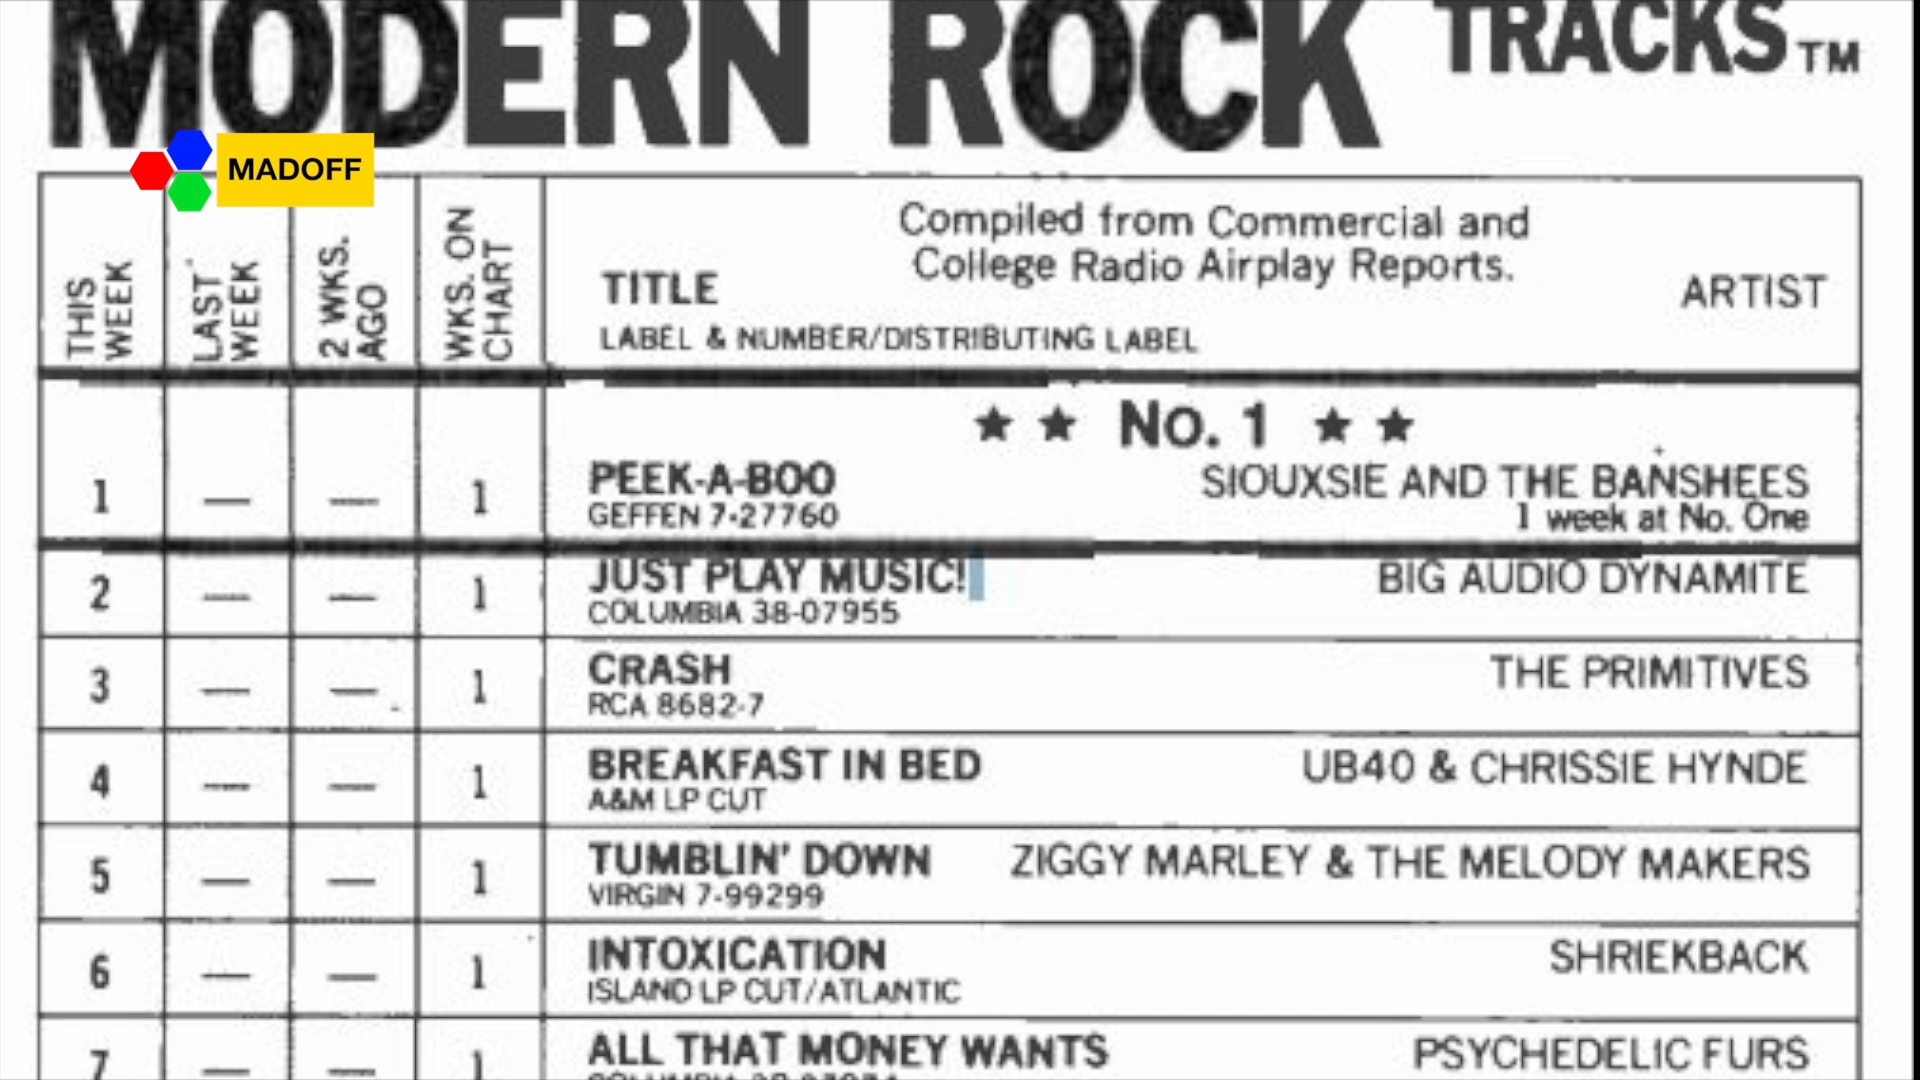 MODERN ROCK TRACKS™
MADOFF
THIS WEEK
LAST WEEK
2 WKS. AGO
WKS. ON CHART
Compiled from Commercial and
College Radio Airplay Reports.
TITLE
ARTIST
LABEL & NUMBER/DISTRIBUTING LABEL
★ ★ No. 1 ★ ★
1 — — 1 PEEK-A-BOO SIOUXSIE AND THE BANSHEES
GEFFEN 7-27760 1 week at No. One
2 — — 1 JUST PLAY MUSIC! BIG AUDIO DYNAMITE
COLUMBIA 38-07955
3 — — 1 CRASH THE PRIMITIVES
RCA 8682-7
4 — — 1 BREAKFAST IN BED UB40 & CHRISSIE HYNDE
A&M LP CUT
5 — — 1 TUMBLIN' DOWN ZIGGY MARLEY & THE MELODY MAKERS
VIRGIN 7-99299
6 — — 1 INTOXICATION SHRIEKBACK
ISLAND LP CUT/ATLANTIC
7 — — 1 ALL THAT MONEY WANTS PSYCHEDELIC FURS